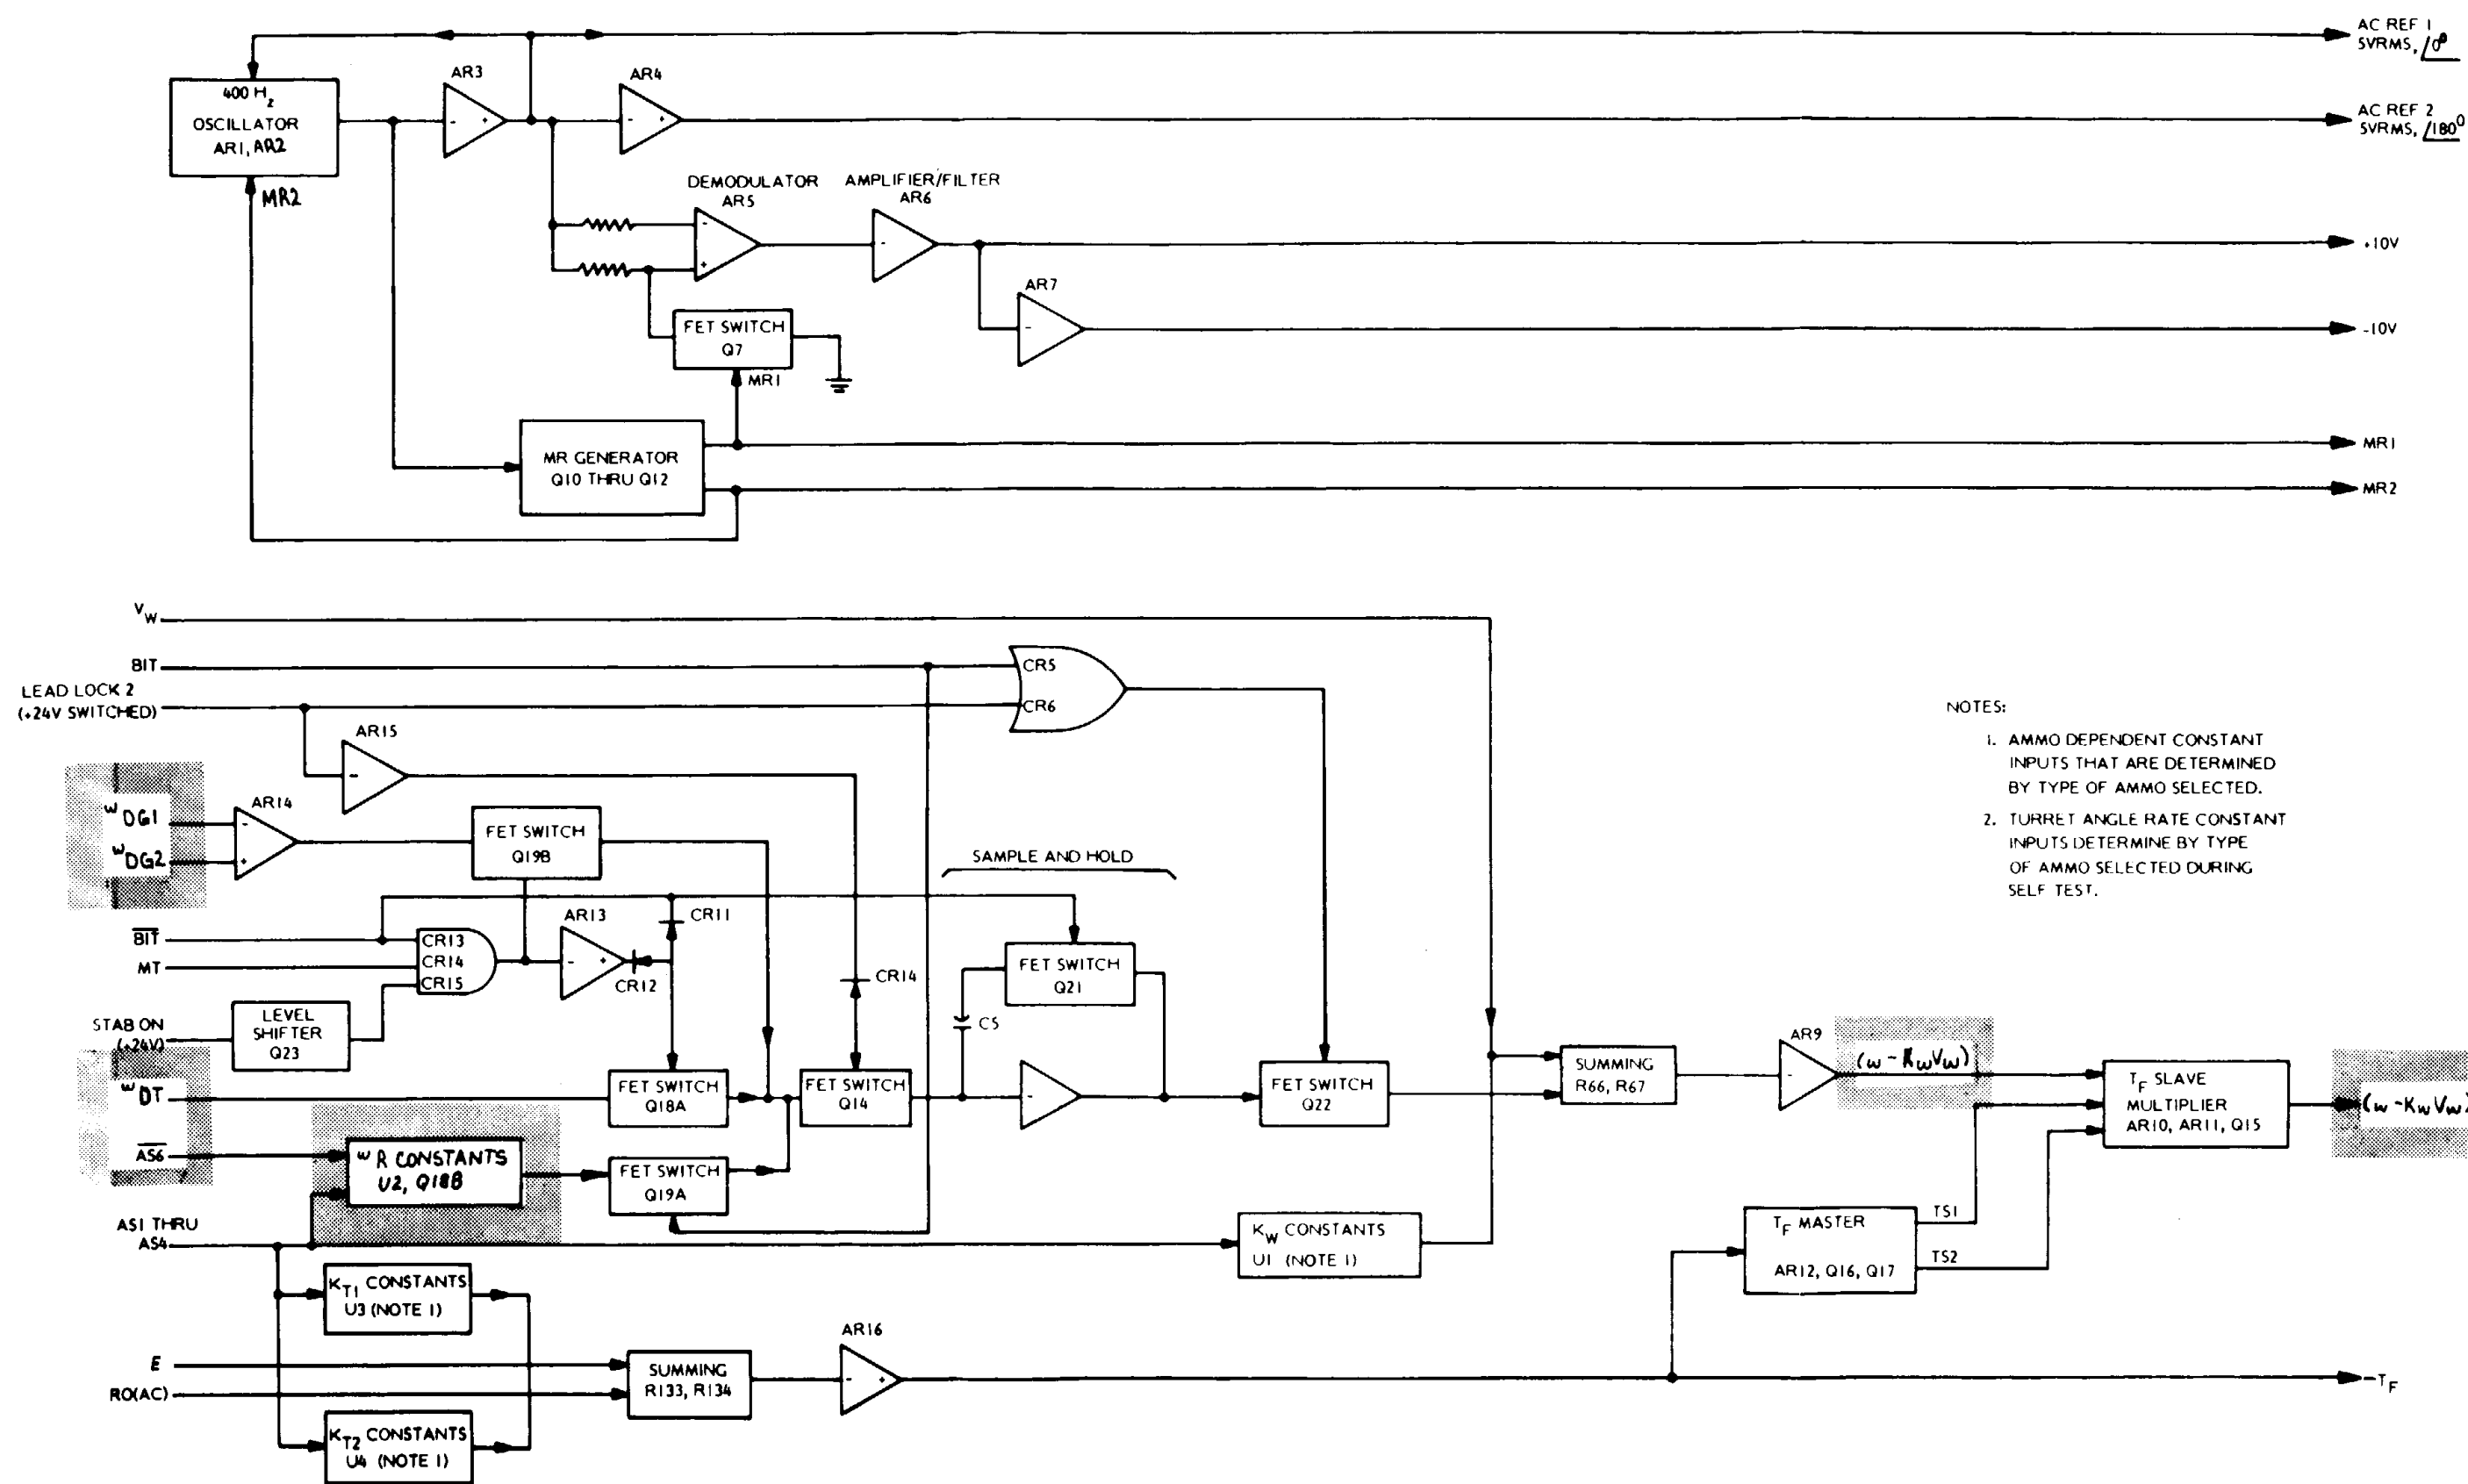 AC REF 1
5VRMS, /0°
AR3
AR4
400 Hz
OSCILLATOR
AR1, AR2
AC REF 2
5VRMS, /180°
MR2
DEMODULATOR
AR5
AMPLIFIER/FILTER
AR6
-
+
+10V
AR7
FET SWITCH
Q7
-10V
MR1
MR GENERATOR
Q10 THRU Q12
MR1
MR2
VW
BIT
CR5
LEAD LOCK 2
(+24V SWITCHED)
CR6
AR15
NOTES:
1. AMMO DEPENDENT CONSTANT
INPUTS THAT ARE DETERMINED
BY TYPE OF AMMO SELECTED.
2. TURRET ANGLE RATE CONSTANT
INPUTS DETERMINE BY TYPE
OF AMMO SELECTED DURING
SELF TEST.
ωDG1
ωDG2
AR14
FET SWITCH
Q19B
SAMPLE AND HOLD
B̅I̅T̅
MT
CR13
CR14
CR15
AR13
CR11
CR12
CR14
FET SWITCH
Q21
C5
STAB ON
(+24V)
LEVEL
SHIFTER
Q23
ωDT
FET SWITCH
Q18A
FET SWITCH
Q14
FET SWITCH
Q22
SUMMING
R66, R67
AR9
(ω-KWVW)
TF SLAVE
MULTIPLIER
AR10, AR11, Q15
(ω-KWVW)
A̅S̅6̅
ωR CONSTANTS
U2, Q18B
FET SWITCH
Q19A
AS1 THRU
AS4
KW CONSTANTS
U1 (NOTE 1)
TF MASTER
AR12, Q16, Q17
TS1
TS2
KT1 CONSTANTS
U3 (NOTE 1)
E
RO(AC)
SUMMING
R133, R134
AR16
-TF
KT2 CONSTANTS
U4 (NOTE 1)